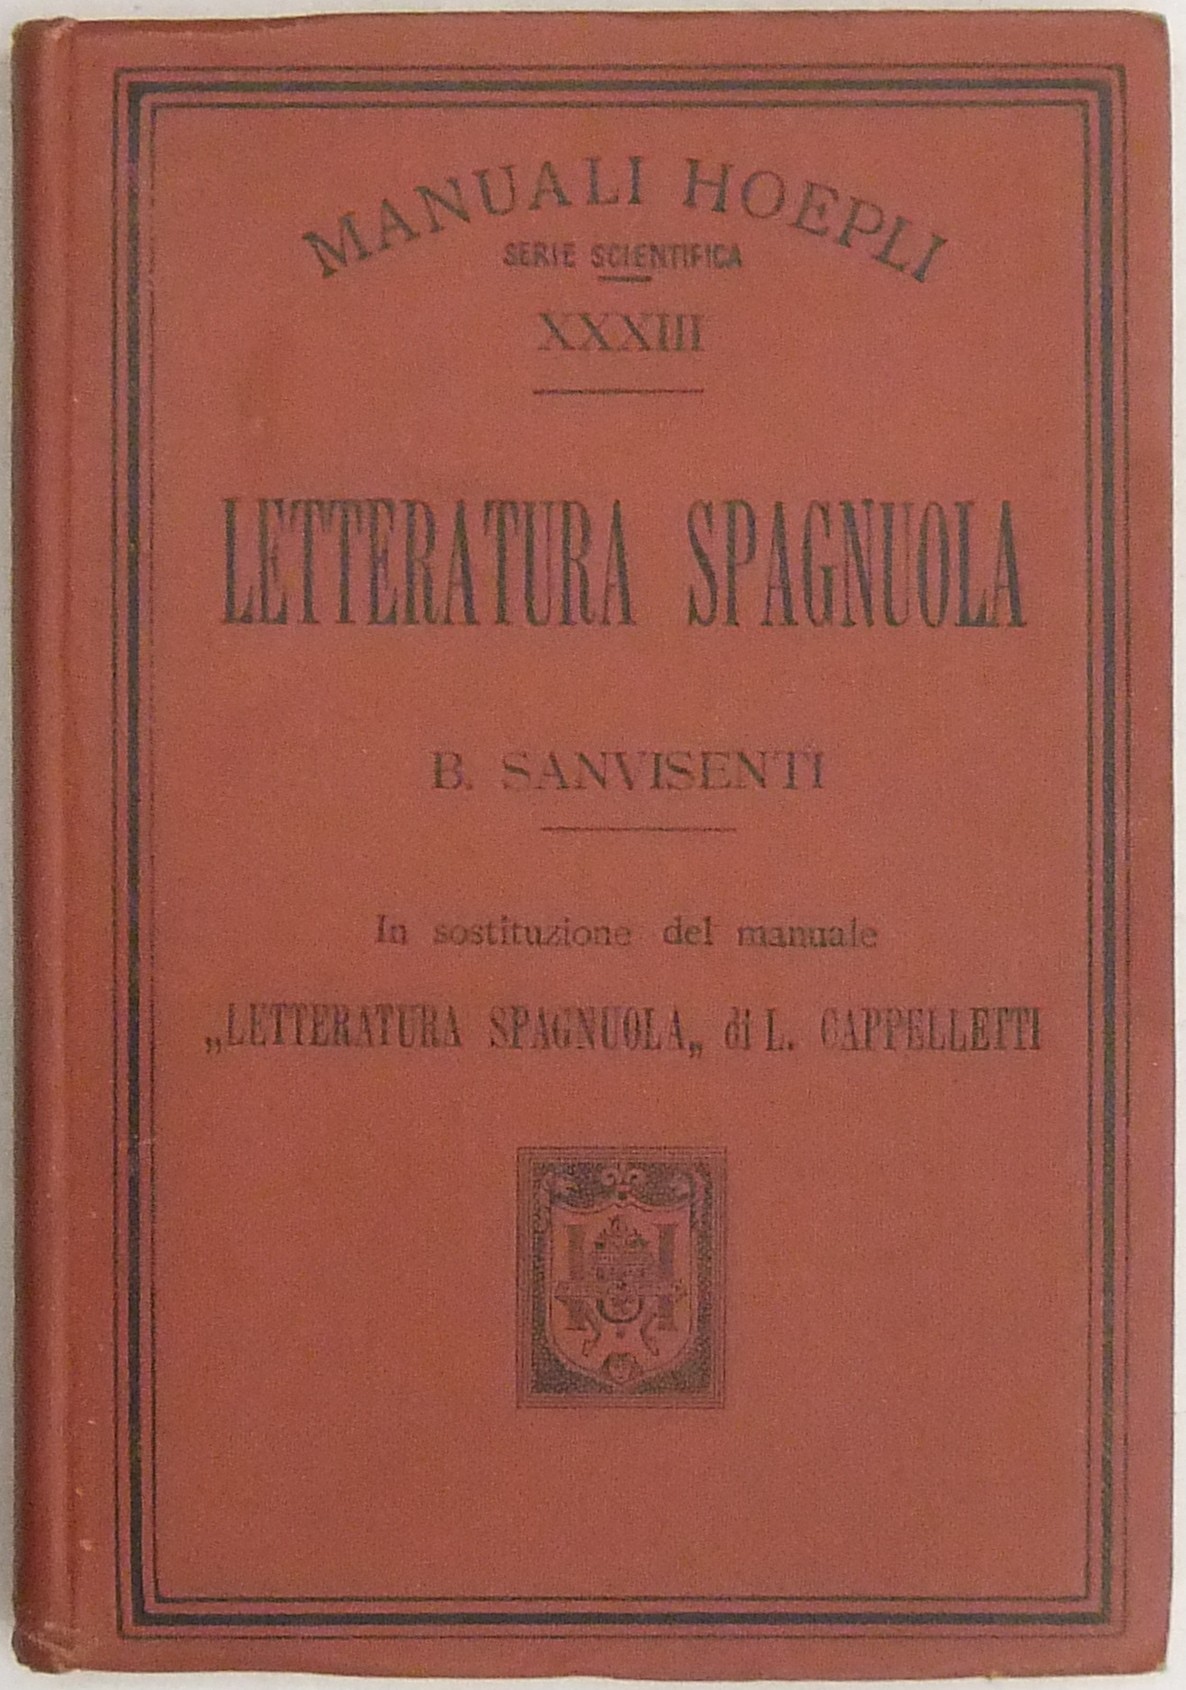 MANUALI HOEPLI
SERIE SCIENTIFICA
XXXIII
LETTERATURA SPAGNUOLA
B. SANVISENTI
In sostituzione del manuale
„LETTERATURA SPAGNUOLA„ di L. CAPPELLETTI